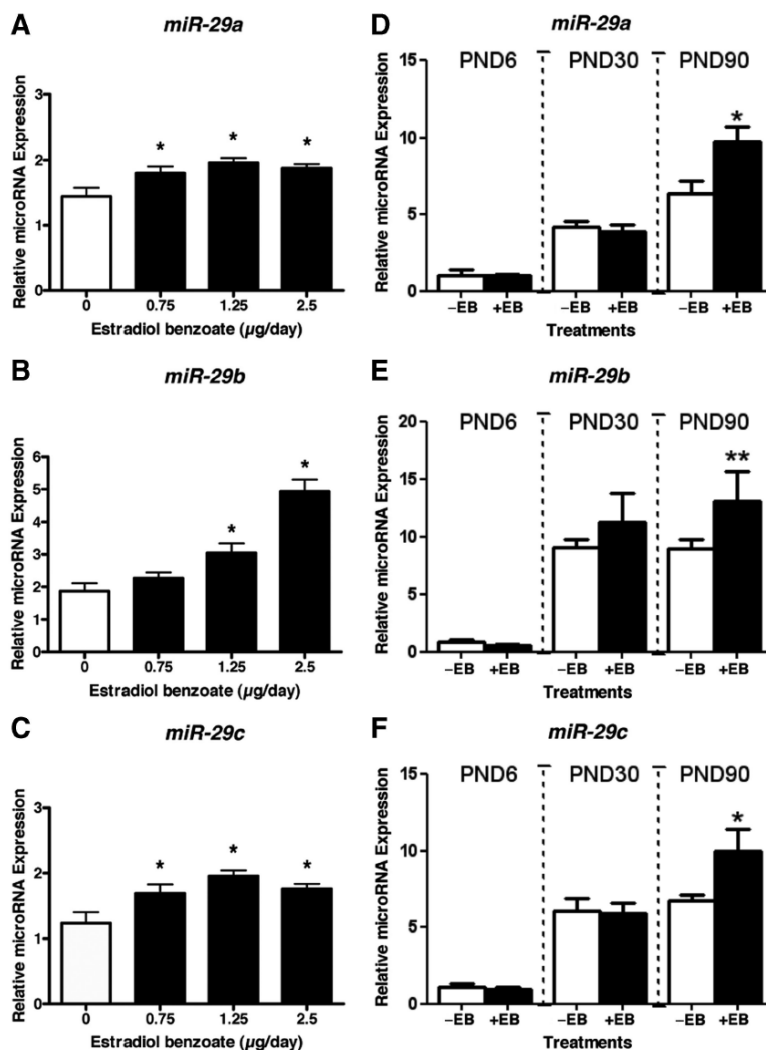 A
miR-29a
Relative microRNA Expression
3
2
1
0
*
*
*
0 0.75 1.25 2.5
Estradiol benzoate (µg/day)
B
miR-29b
Relative microRNA Expression
6
5
4
3
2
1
0
*
*
0 0.75 1.25 2.5
Estradiol benzoate (µg/day)
C
miR-29c
Relative microRNA Expression
3
2
1
0
*
*
*
0 0.75 1.25 2.5
Estradiol benzoate (µg/day)
D
miR-29a
PND6 PND30 PND90
Relative microRNA Expression
15
10
5
0
*
–EB +EB –EB +EB –EB +EB
Treatments
E
miR-29b
PND6 PND30 PND90
Relative microRNA Expression
20
15
10
5
0
**
–EB +EB –EB +EB –EB +EB
Treatments
F
miR-29c
PND6 PND30 PND90
Relative microRNA Expression
15
10
5
0
*
–EB +EB –EB +EB –EB +EB
Treatments